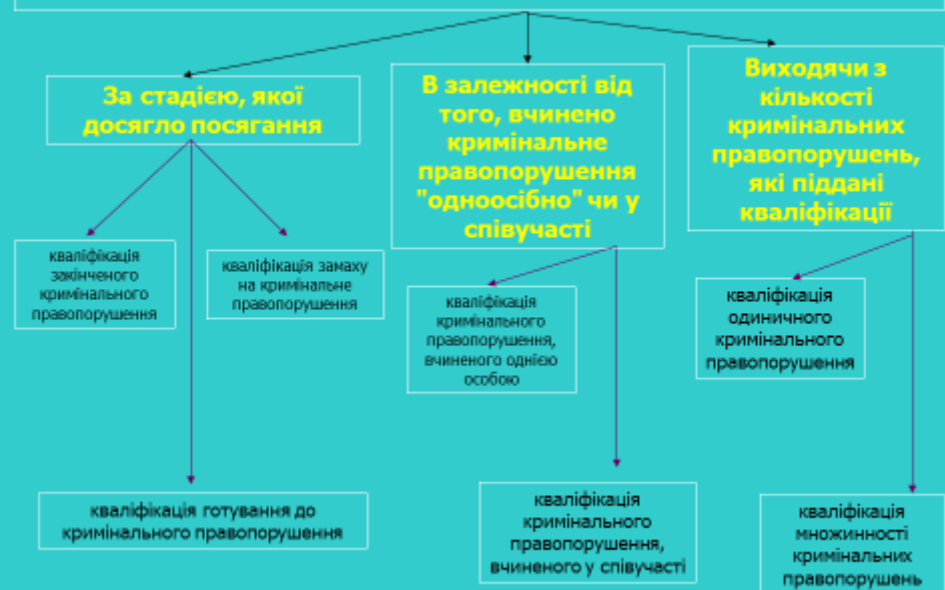 За стадією, якої
досягло посягання
В залежності від
того, вчинено
кримінальне
правопорушення
"одноосібно" чи у
співучасті
Виходячи з
кількості
кримінальних
правопорушень,
які піддані
кваліфікації
кваліфікація
закінченого
кримінального
правопорушення
кваліфікація замаху
на кримінальне
правопорушення
кваліфікація
кримінального
правопорушення,
вчиненого однією
особою
кваліфікація
одиничного
кримінального
правопорушення
кваліфікація готування до
кримінального правопорушення
кваліфікація
кримінального
правопорушення,
вчиненого у співучасті
кваліфікація
множинності
кримінальних
правопорушень